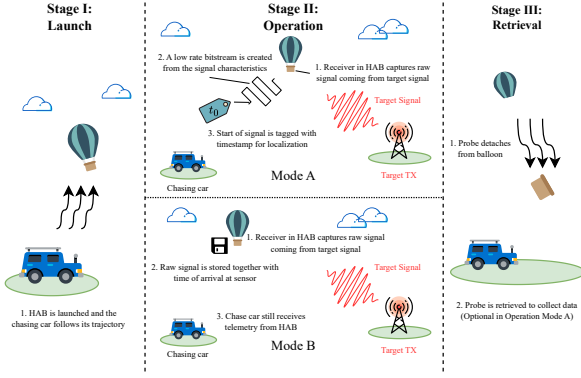 Stage I:
Launch
1. HAB is launched and the
chasing car follows its trajectory
Stage II:
Operation
2. A low rate bitstream is created
from the signal characteristics
1. Receiver in HAB captures raw
signal coming from target signal
t0
Target Signal
3. Start of signal is tagged with
timestamp for localization
Chasing car
Mode A
Target TX
1. Receiver in HAB captures raw signal
coming from target signal
2. Raw signal is stored together with
time of arrival at sensor
Target Signal
3. Chase car still receives
telemetry from HAB
Chasing car
Mode B
Target TX
Stage III:
Retrieval
1. Probe detaches
from balloon
2. Probe is retrieved to collect data
(Optional in Operation Mode A)